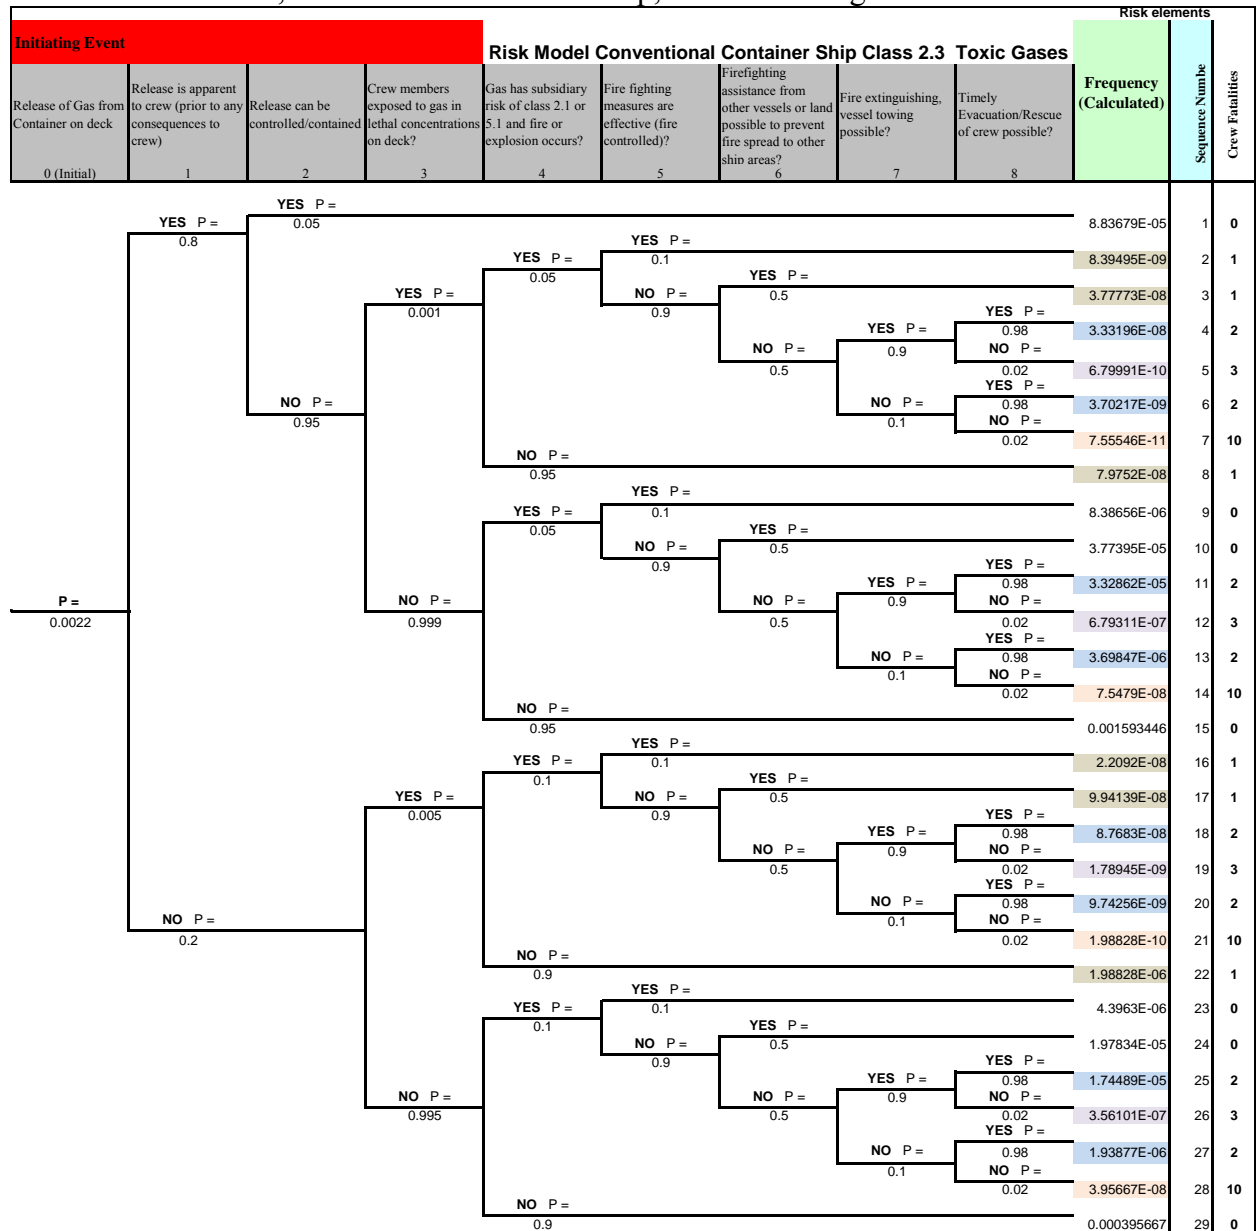 Risk elements
Initiating Event
Risk Model Conventional Container Ship Class 2.3 Toxic Gases
Release of Gas from
Container on deck
0 (Initial)
Release is apparent
to crew (prior to any
consequences to
crew)
1
Release can be
controlled/contained
2
Crew members
exposed to gas in
lethal concentrations
on deck?
3
Gas has subsidiary
risk of class 2.1 or
5.1 and fire or
explosion occurs?
4
Fire fighting
measures are
effective (fire
controlled)?
5
Firefighting
assistance from
other vessels or land
possible to prevent
fire spread to other
ship areas?
6
Fire extinguishing,
vessel towing
possible?
7
Timely
Evacuation/Rescue
of crew possible?
8
Frequency
(Calculated)
Sequence Numbe
Crew Fatatlities
YES P =
0.05
8.83679E-05 1 0
YES P =
0.8
YES P =
0.1
8.39495E-09 2 1
YES P =
0.05
YES P =
0.5
3.77773E-08 3 1
YES P =
0.001
NO P =
0.9
YES P =
0.98
3.33196E-08 4 2
YES P =
0.9
NO P =
0.02
6.79991E-10 5 3
NO P =
0.5
YES P =
0.98
3.70217E-09 6 2
NO P =
0.95
NO P =
0.1
NO P =
0.02
7.55546E-11 7 10
NO P =
0.95
7.9752E-08 8 1
YES P =
0.1
8.38656E-06 9 0
YES P =
0.05
YES P =
0.5
3.77395E-05 10 0
NO P =
0.9
YES P =
0.98
3.32862E-05 11 2
YES P =
0.9
NO P =
0.02
6.79311E-07 12 3
P =
0.0022
NO P =
0.999
NO P =
0.5
YES P =
0.98
3.69847E-06 13 2
NO P =
0.1
NO P =
0.02
7.5479E-08 14 10
NO P =
0.95
0.001593446 15 0
YES P =
0.1
2.2092E-08 16 1
YES P =
0.1
YES P =
0.5
9.94139E-08 17 1
YES P =
0.005
NO P =
0.9
YES P =
0.98
8.7683E-08 18 2
YES P =
0.9
NO P =
0.02
1.78945E-09 19 3
NO P =
0.5
YES P =
0.98
9.74256E-09 20 2
NO P =
0.2
NO P =
0.1
NO P =
0.02
1.98828E-10 21 10
NO P =
0.9
1.98828E-06 22 1
YES P =
0.1
4.3963E-06 23 0
YES P =
0.1
YES P =
0.5
1.97834E-05 24 0
NO P =
0.9
YES P =
0.98
1.74489E-05 25 2
YES P =
0.9
NO P =
0.02
3.56101E-07 26 3
NO P =
0.995
NO P =
0.5
YES P =
0.98
1.93877E-06 27 2
NO P =
0.1
NO P =
0.02
3.95667E-08 28 10
NO P =
0.9
0.000395667 29 0